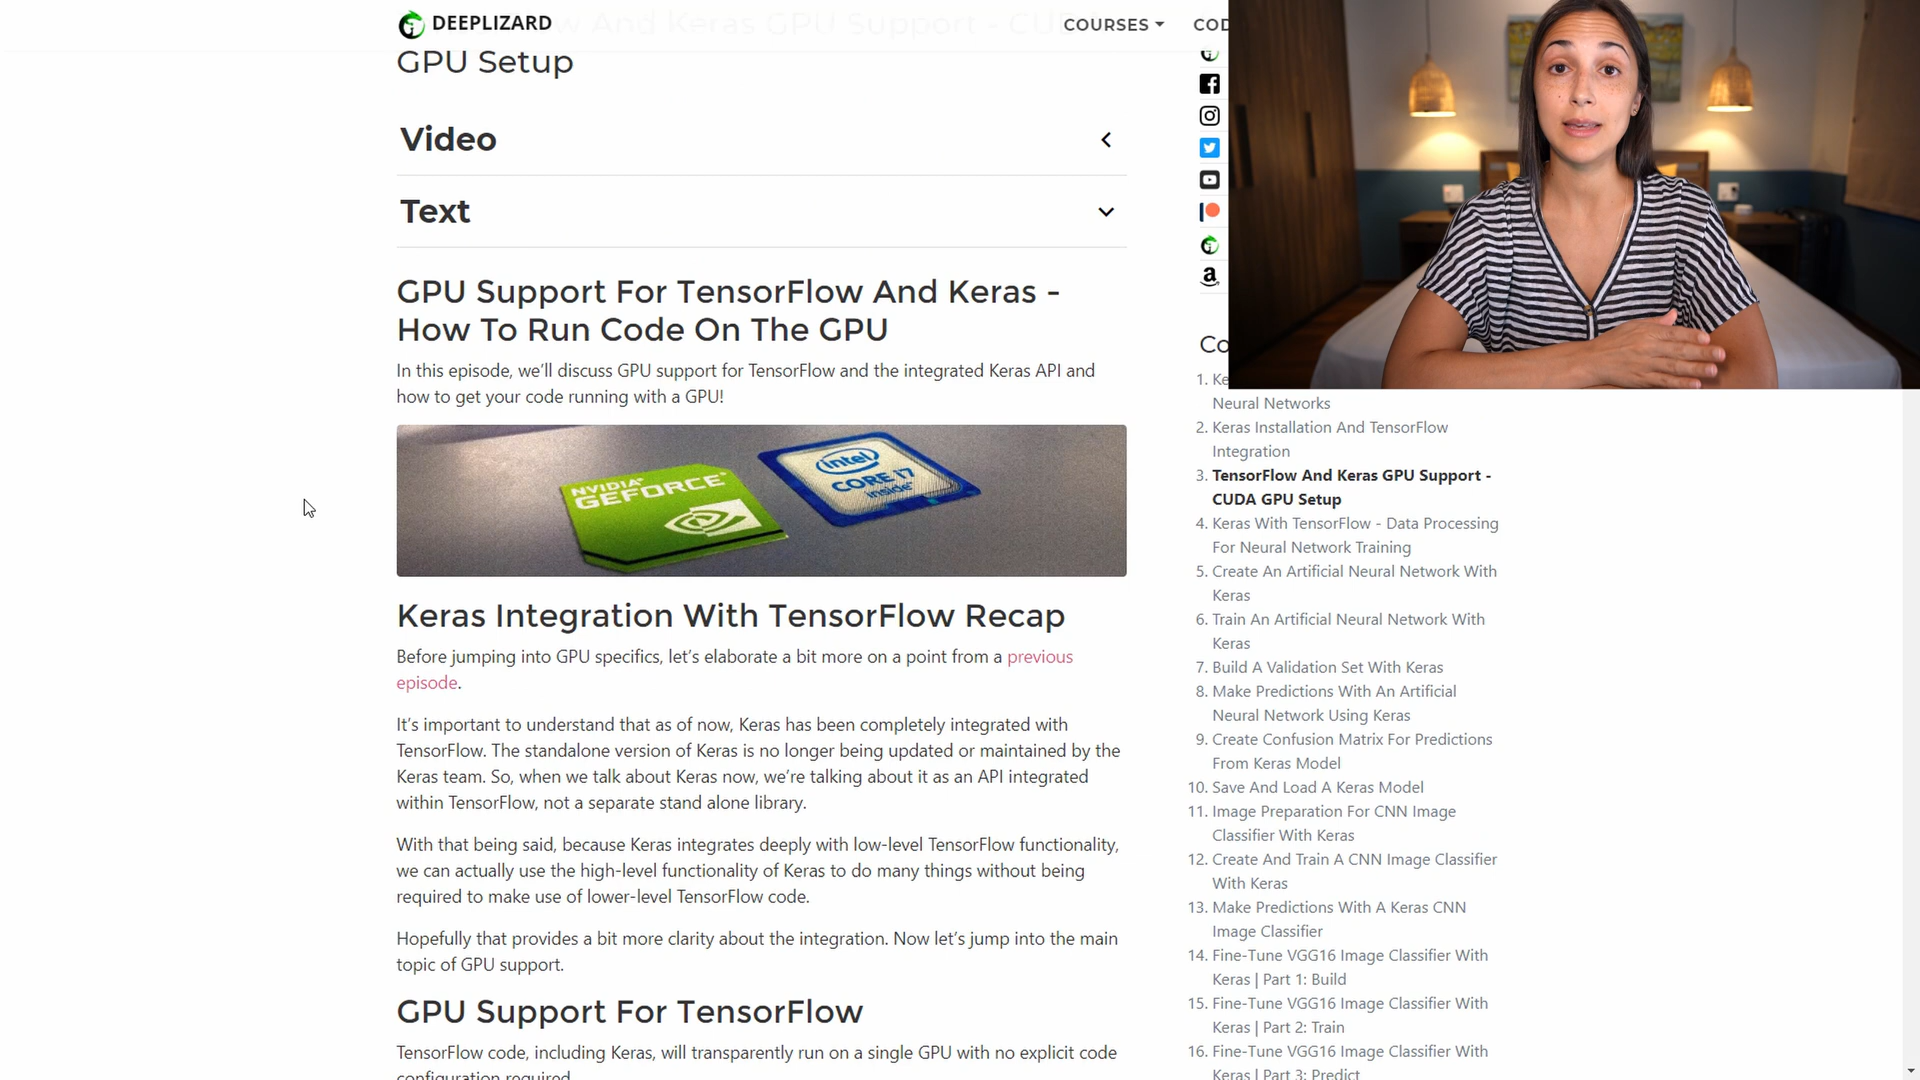 DEEPLIZARD
COURSES
COD
And Keras GPU Support - CU
GPU Setup
Video
Text
GPU Support For TensorFlow And Keras -
How To Run Code On The GPU
In this episode, we’ll discuss GPU support for TensorFlow and the integrated Keras API and
how to get your code running with a GPU!
NVIDIA
GEFORCE
intel
CORE i7
inside
Keras Integration With TensorFlow Recap
Before jumping into GPU specifics, let’s elaborate a bit more on a point from a previous
episode.
It’s important to understand that as of now, Keras has been completely integrated with
TensorFlow. The standalone version of Keras is no longer being updated or maintained by the
Keras team. So, when we talk about Keras now, we’re talking about it as an API integrated
within TensorFlow, not a separate stand alone library.
With that being said, because Keras integrates deeply with low-level TensorFlow functionality,
we can actually use the high-level functionality of Keras to do many things without being
required to make use of lower-level TensorFlow code.
Hopefully that provides a bit more clarity about the integration. Now let’s jump into the main
topic of GPU support.
GPU Support For TensorFlow
TensorFlow code, including Keras, will transparently run on a single GPU with no explicit code
configuration required.
Co
1. Ke
Neural Networks
2. Keras Installation And TensorFlow
Integration
3. TensorFlow And Keras GPU Support -
CUDA GPU Setup
4. Keras With TensorFlow - Data Processing
For Neural Network Training
5. Create An Artificial Neural Network With
Keras
6. Train An Artificial Neural Network With
Keras
7. Build A Validation Set With Keras
8. Make Predictions With An Artificial
Neural Network Using Keras
9. Create Confusion Matrix For Predictions
From Keras Model
10. Save And Load A Keras Model
11. Image Preparation For CNN Image
Classifier With Keras
12. Create And Train A CNN Image Classifier
With Keras
13. Make Predictions With A Keras CNN
Image Classifier
14. Fine-Tune VGG16 Image Classifier With
Keras | Part 1: Build
15. Fine-Tune VGG16 Image Classifier With
Keras | Part 2: Train
16. Fine-Tune VGG16 Image Classifier With
Keras | Part 3: Predict